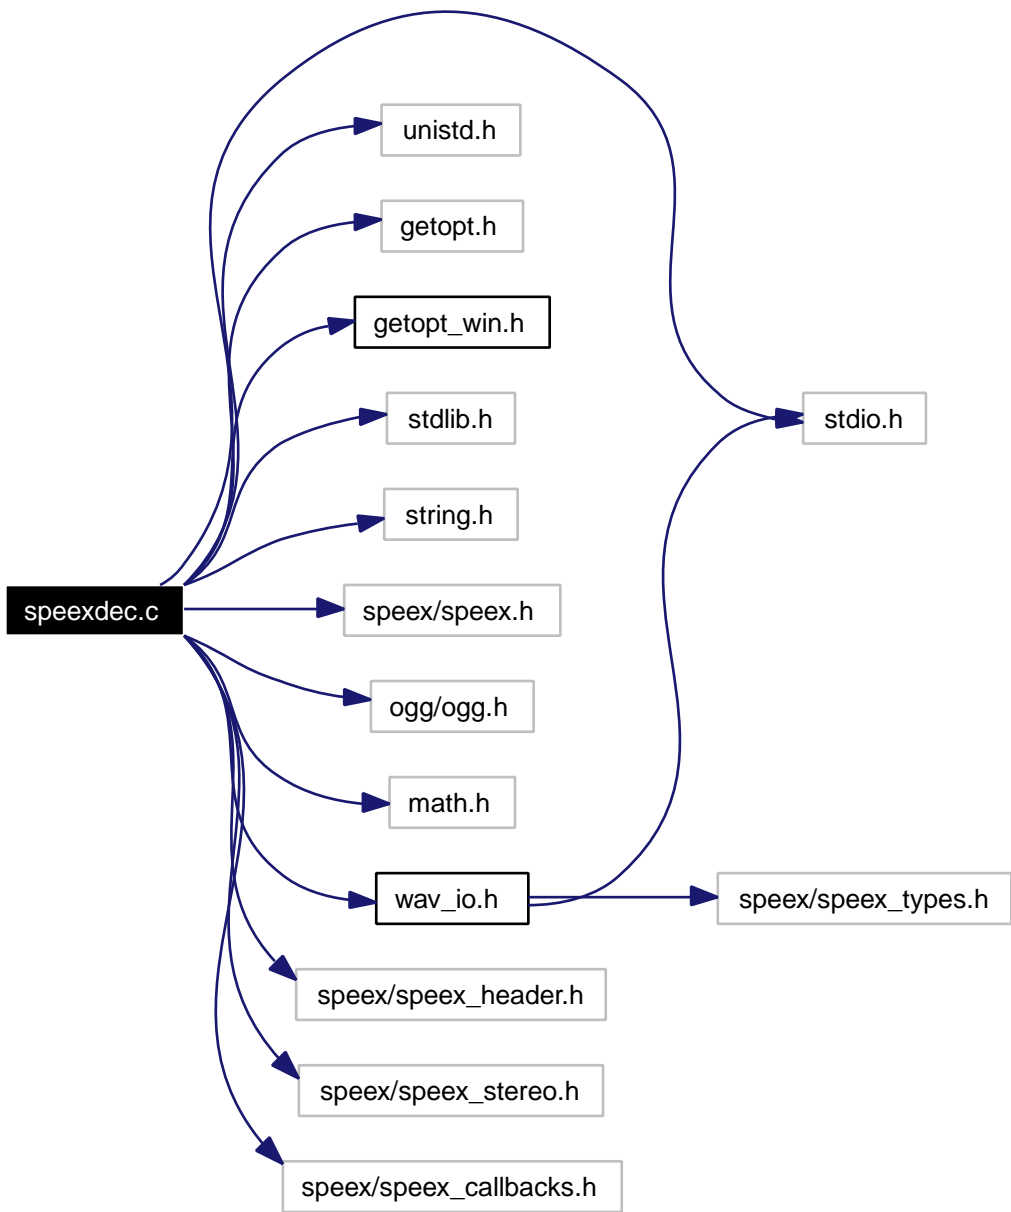 unistd.h
getopt.h
getopt_win.h
stdlib.h
stdio.h
string.h
speexdec.c
speex/speex.h
ogg/ogg.h
math.h
wav_io.h
speex/speex_types.h
speex/speex_header.h
speex/speex_stereo.h
speex/speex_callbacks.h